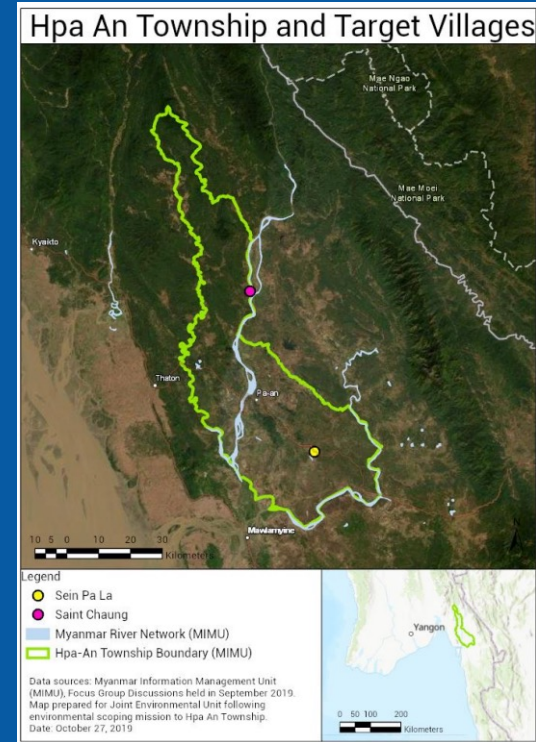 Hpa An Township and Target Villages
Mae Ngao
National Park
Mae Moei
National Park
Kyaikto
Thaton
Pa-an
Mawlamyine
10 5 0 10 20 30
Kilometers
Legend
Sein Pa La
Saint Chaung
Myanmar River Network (MIMU)
Hpa-An Township Boundary (MIMU)
Data sources: Myanmar Information Management Unit
(MIMU), Focus Group Discussions held in September 2019.
Map prepared for Joint Environmental Unit following
environmental scoping mission to Hpa An Township.
Date: October 27, 2019
Yangon
0 50 100 200
Kilometers